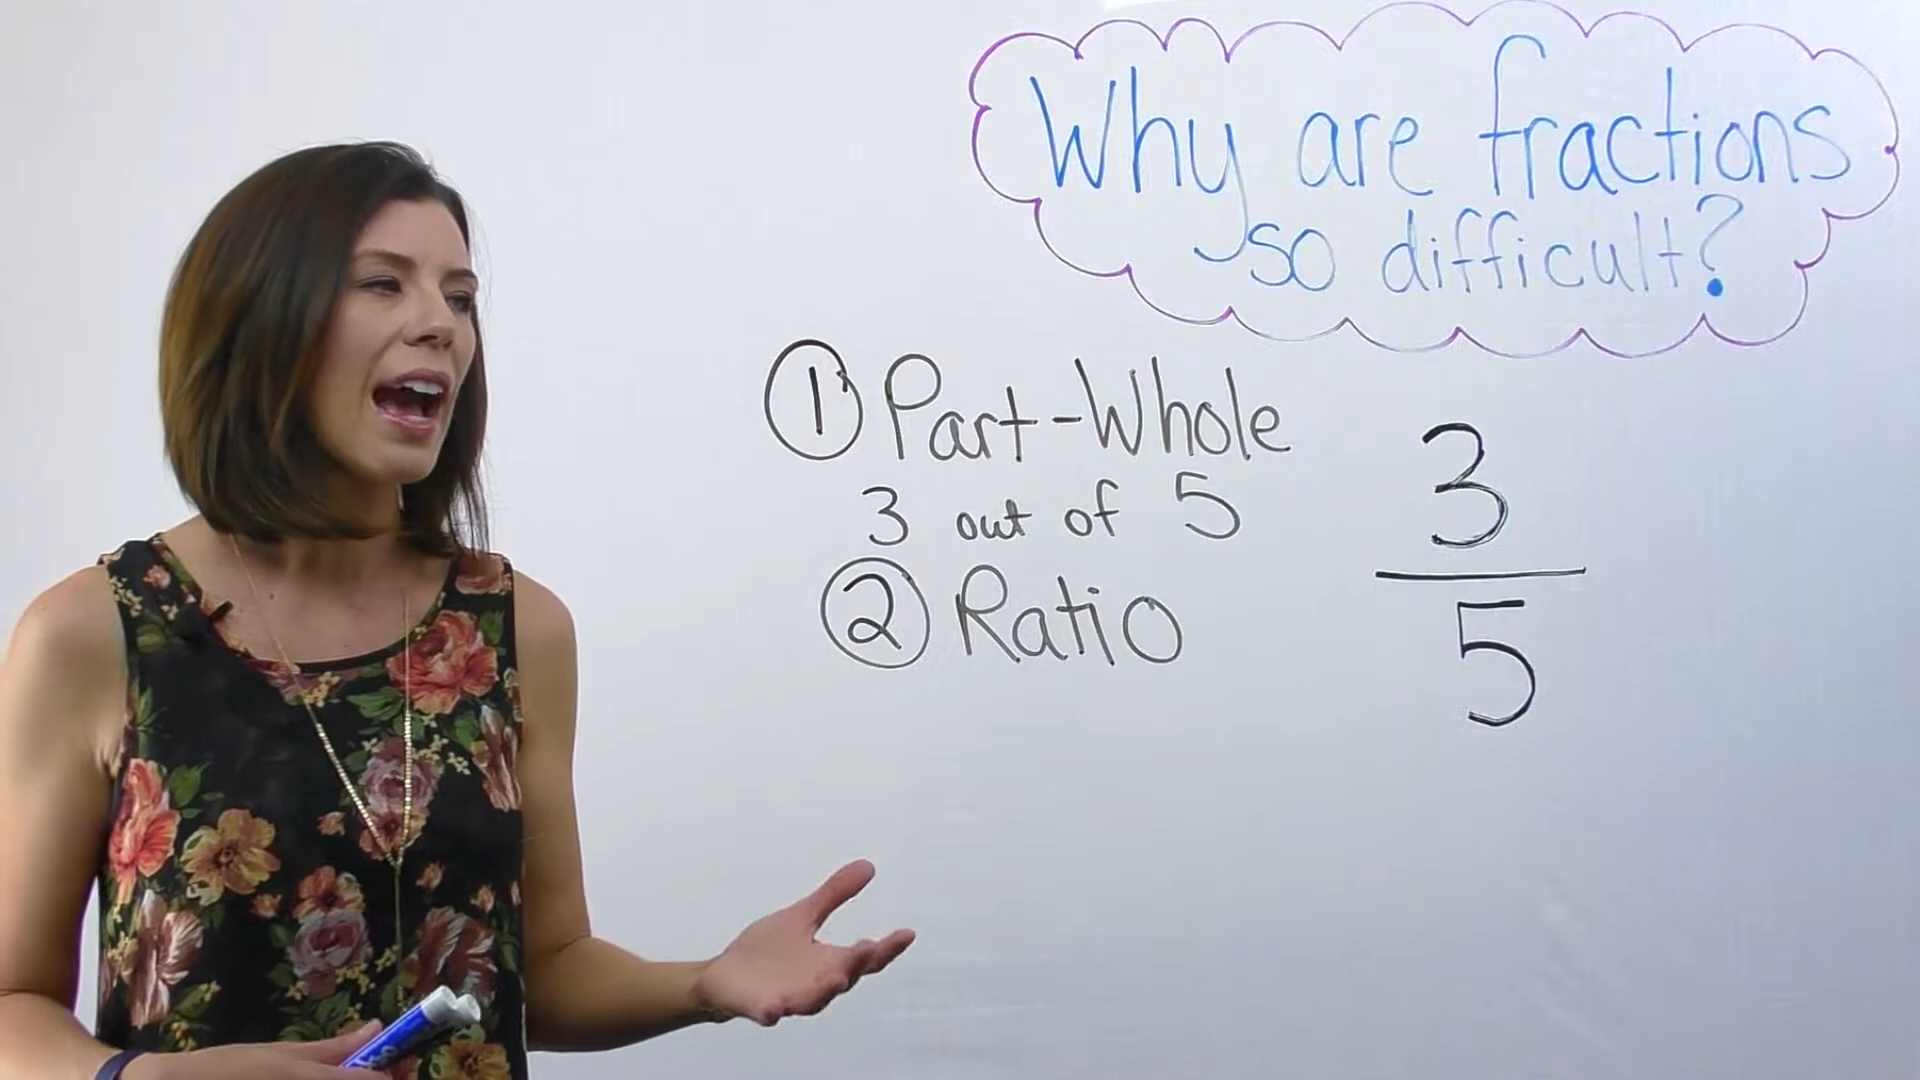 Why are fractions
so difficult?
① Part-Whole
3 out of 5
② Ratio
3
5